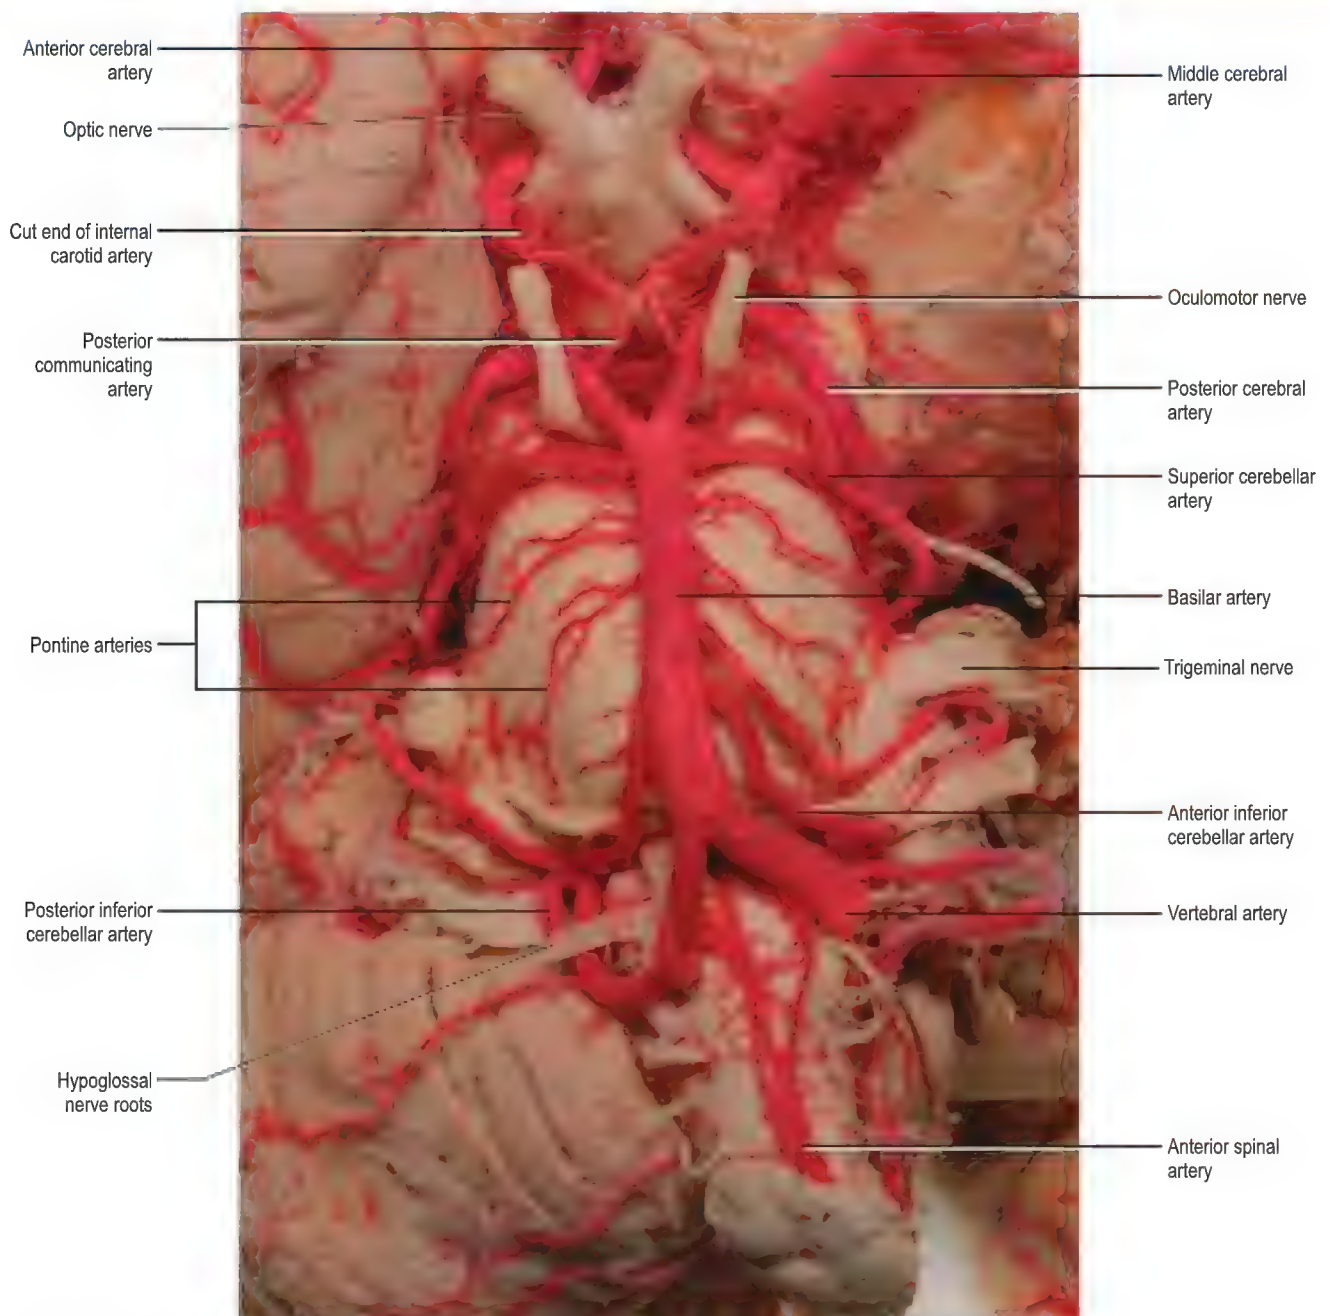 Anterior cerebral
artery
Optic nerve
Cut end of internal
carotid artery
Posterior
communicating
artery
Pontine arteries
Posterior inferior
cerebellar artery
Hypoglossal
nerve roots
Middle cerebral
artery
Oculomotor nerve
Posterior cerebral
artery
Superior cerebellar
artery
Basilar artery
Trigeminal nerve
Anterior inferior
cerebellar artery
Vertebral artery
Anterior spinal
artery